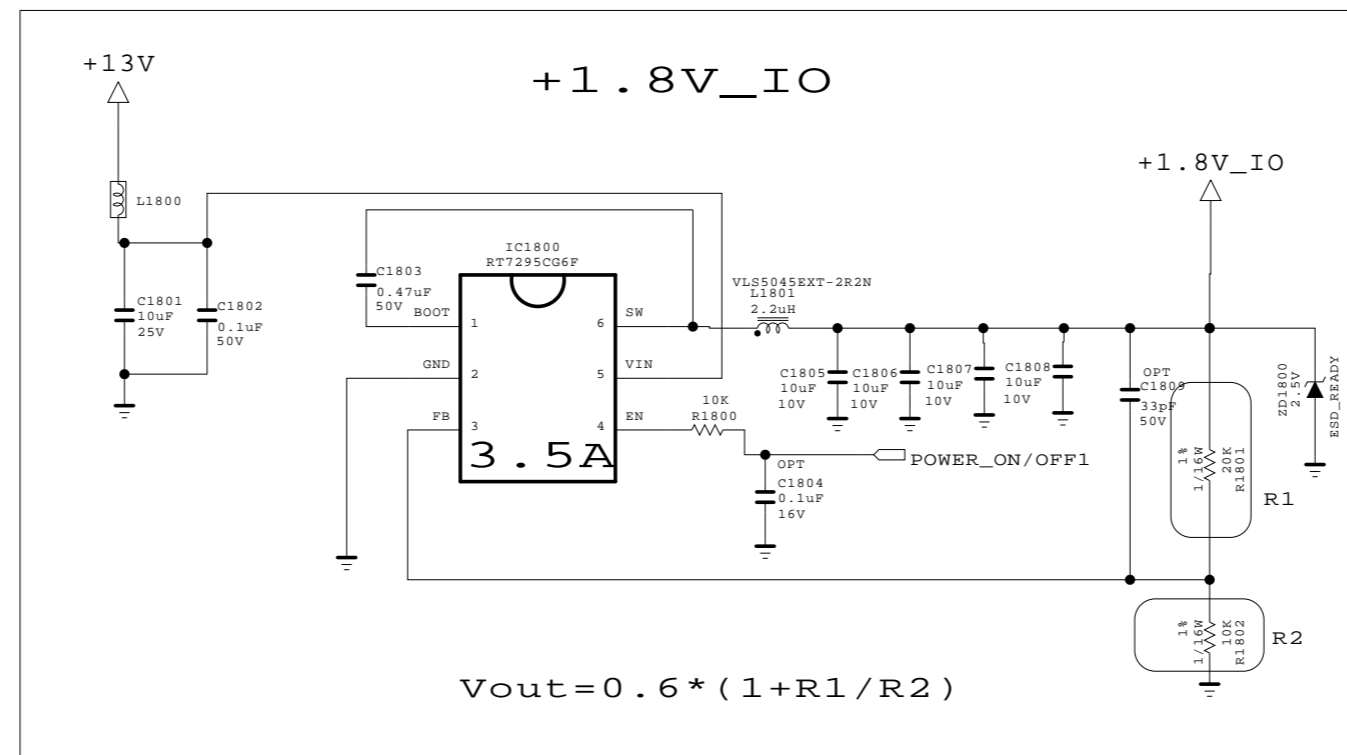 +13V
+1.8V_IO
+1.8V_IO
L1800
C1801
10uF
25V
C1802
0.1uF
50V
C1803
0.47uF
50V
IC1800
RT7295CG6F
BOOT
1
GND
2
FB
3
6
SW
5
VIN
4
EN
3.5A
VLS5045EXT-2R2N
L1801
2.2uH
10K
R1800
OPT
C1804
0.1uF
16V
POWER_ON/OFF1
C1805
10uF
10V
C1806
10uF
10V
C1807
10uF
10V
C1808
10uF
10V
OPT
C1809
33pF
50V
1%
1/16W
20K
R1801
R1
ZD1800
2.5V
ESD_READY
1%
1/16W
10K
R1802
R2
Vout=0.6*(1+R1/R2)